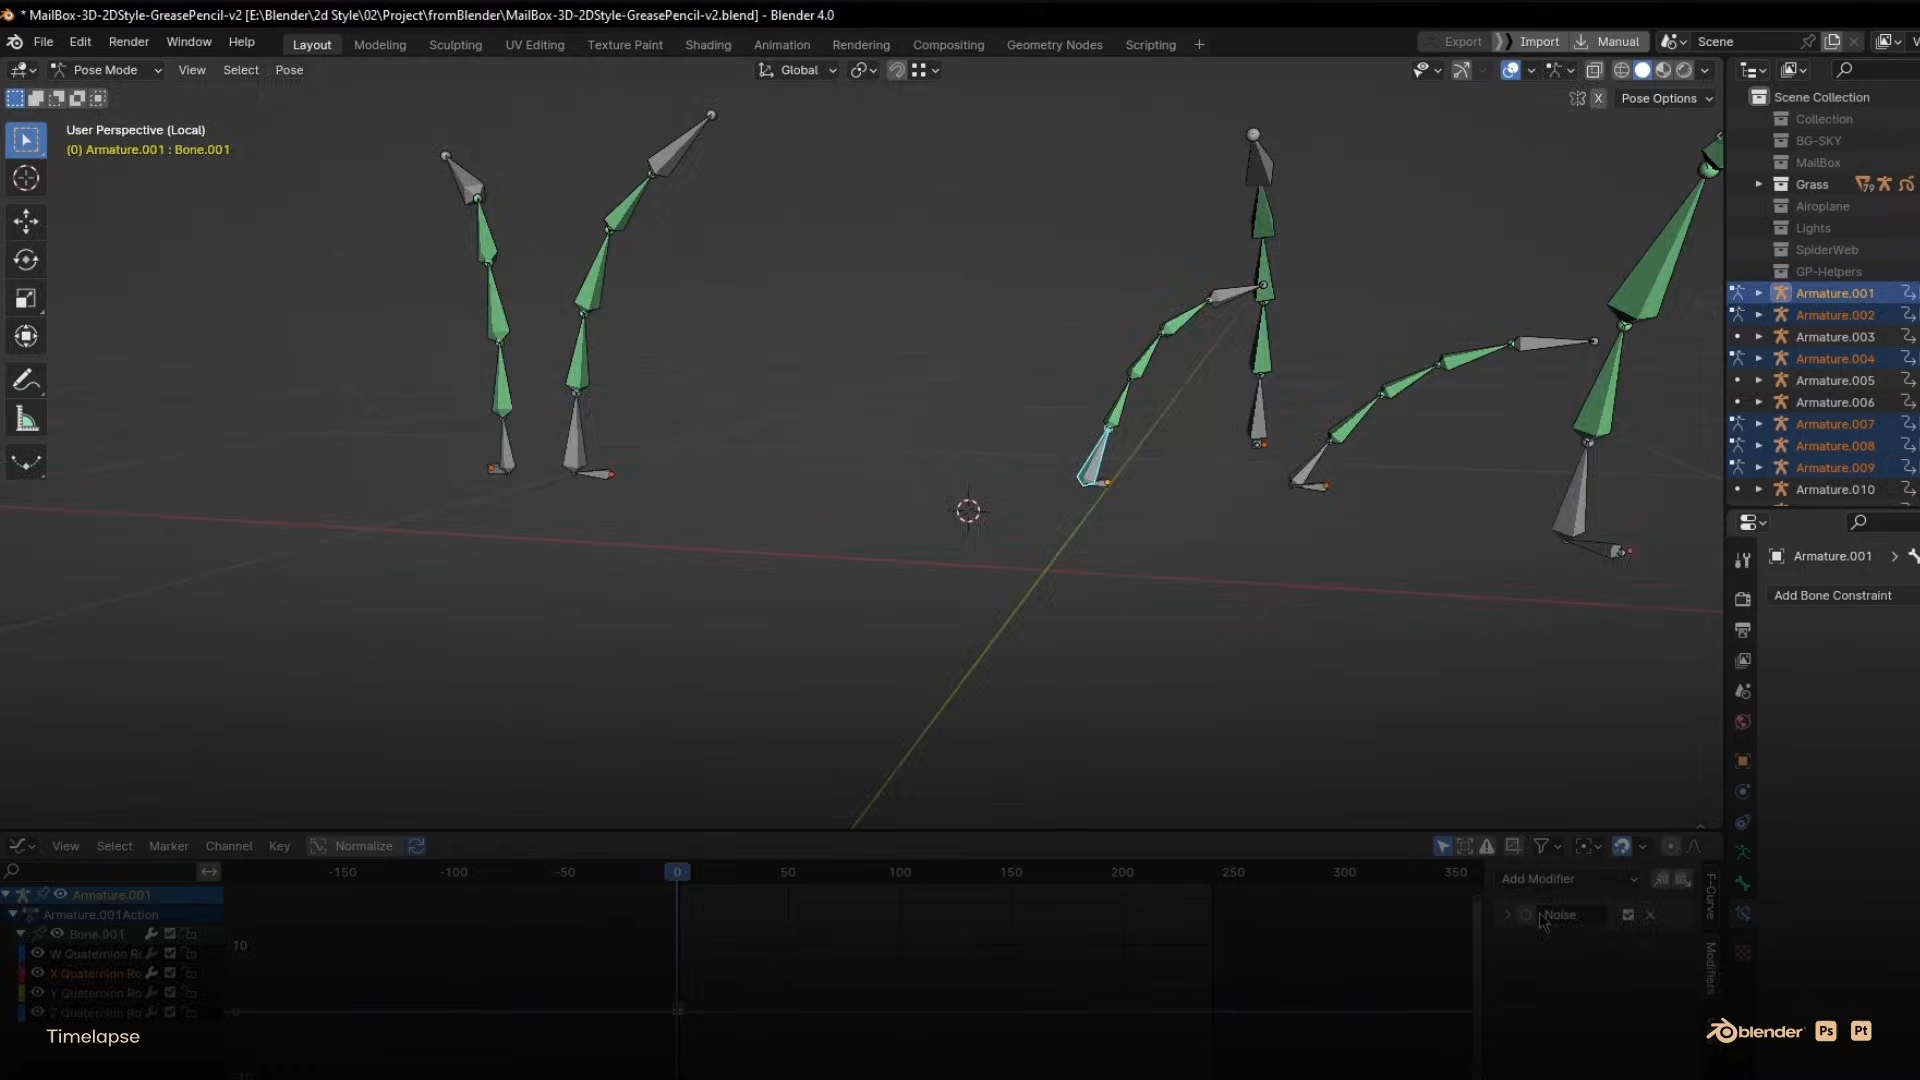 * MailBox-3D-2DStyle-GreasePencil-v2 [E:\Blender\2d Style\02\Project\fromBlender\MailBox-3D-2DStyle-GreasePencil-v2.blend] - Blender 4.0
File Edit Render Window Help Layout Modeling Sculpting UV Editing Texture Paint Shading Animation Rendering Compositing Geometry Nodes Scripting + Export Import Manual Scene
Pose Mode View Select Pose Global
X Pose Options
User Perspective (Local)
(0) Armature.001 : Bone.001
Scene Collection
Collection
BG-SKY
MailBox
Grass 79
Airoplane
Lights
SpiderWeb
GP-Helpers
Armature.001
Armature.002
Armature.003
Armature.004
Armature.005
Armature.006
Armature.007
Armature.008
Armature.009
Armature.010
Armature.001
Add Bone Constraint
View Select Marker Channel Key Normalize
-150 -100 -50 0 50 100 150 200 250 300 350
Add Modifier
Noise
F-Curve
Modifiers
Armature.001
Armature.001Action
Bone.001
W Quaternion Ro
X Quaternion Ro
Y Quaternion Ro
Z Quaternion Ro
10
0
-10
Timelapse
blender Ps Pt